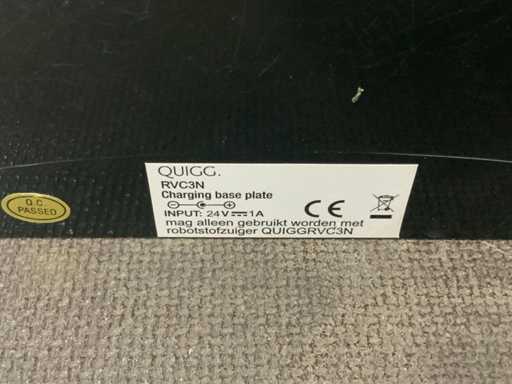 QUIGG.
RVC3N
Charging base plate
INPUT: 24V⎓1A
mag alleen gebruikt worden met
robotstofzuiger QUIGGRVC3N
CE
Q.C.
PASSED